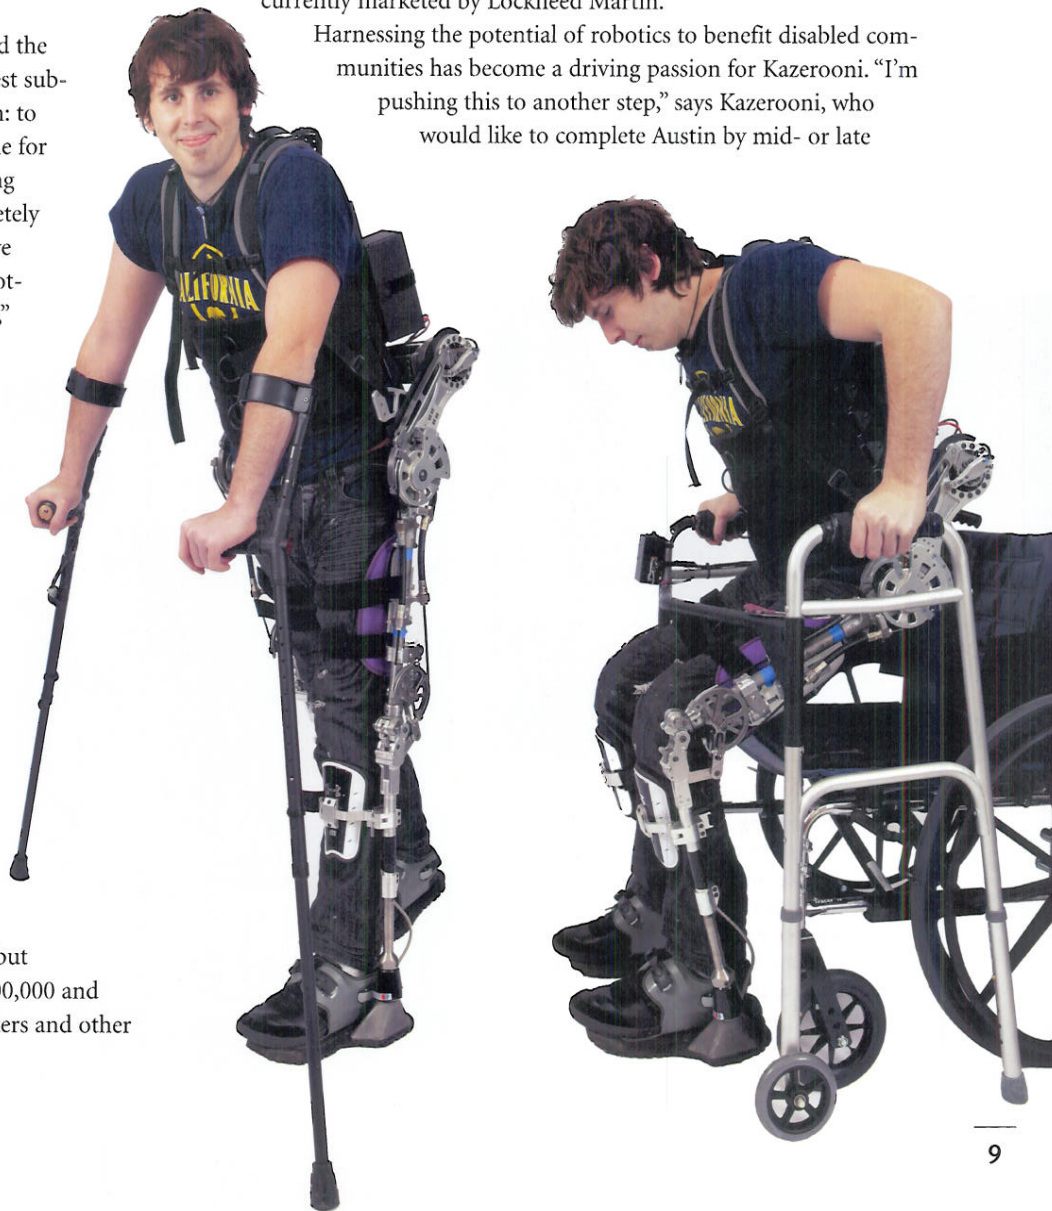 currently marketed by Lockheed Martin.
Harnessing the potential of robotics to benefit disabled com-
munities has become a driving passion for Kazerooni. “I’m
pushing this to another step,” says Kazerooni, who
would like to complete Austin by mid- or late
d the
est sub-
n: to
e for
ng
etely
e
ot-
”
CALIFORNIA
CALIFORNIA
out
00,000 and
ers and other
9